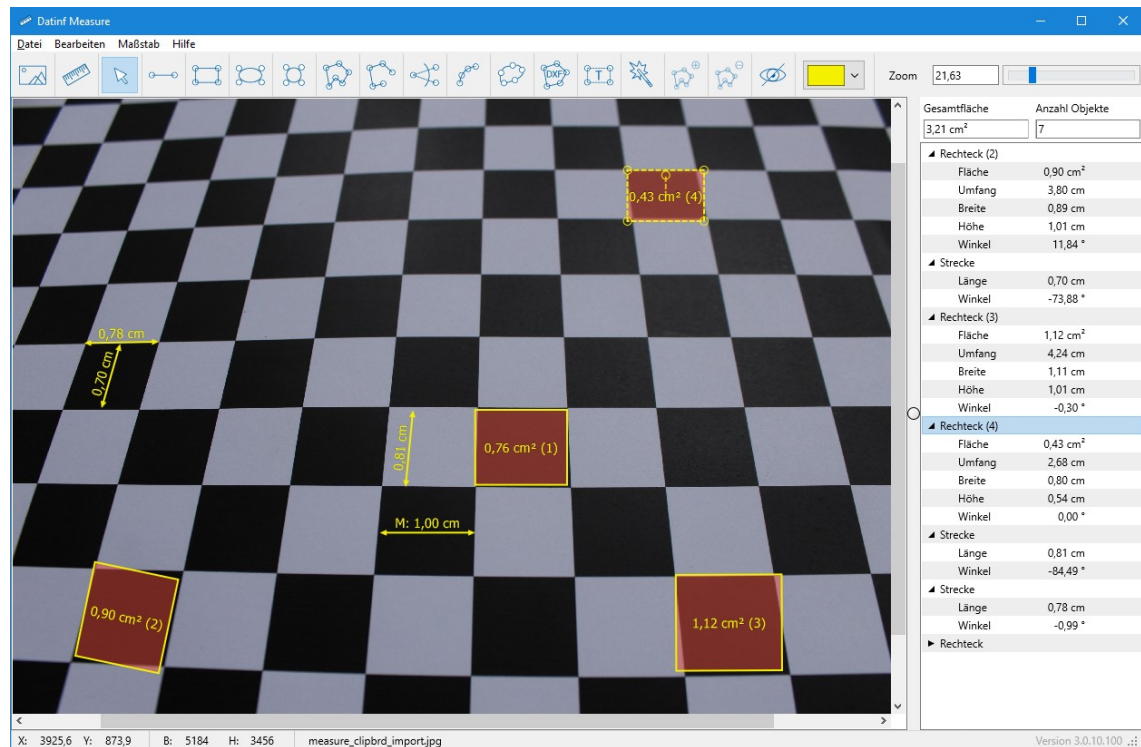 Datinf Measure
Datei Bearbeiten Maßstab Hilfe
DXF T Zoom 21,63
Gesamtfläche Anzahl Objekte
3,21 cm² 7
Rechteck (2)
Fläche 0,90 cm²
Umfang 3,80 cm
Breite 0,89 cm
Höhe 1,01 cm
Winkel 11,84 °
Strecke
Länge 0,70 cm
Winkel -73,88 °
Rechteck (3)
Fläche 1,12 cm²
Umfang 4,24 cm
Breite 1,11 cm
Höhe 1,01 cm
Winkel -0,30 °
Rechteck (4)
Fläche 0,43 cm²
Umfang 2,68 cm
Breite 0,80 cm
Höhe 0,54 cm
Winkel 0,00 °
Strecke
Länge 0,81 cm
Winkel -84,49 °
Strecke
Länge 0,78 cm
Winkel -0,99 °
Rechteck
0,43 cm² (4)
0,78 cm
0,70 cm
0,81 cm
0,76 cm² (1)
M: 1,00 cm
0,90 cm² (2)
1,12 cm² (3)
X: 3925,6 Y: 873,9 B: 5184 H: 3456 measure_clipbrd_import.jpg Version 3.0.10.100